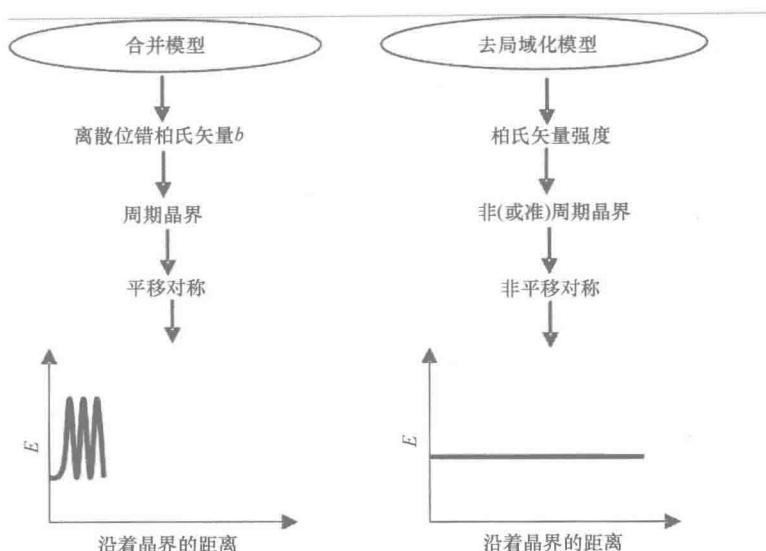 合并模型
离散位错柏氏矢量b
周期晶界
平移对称
E
沿着晶界的距离
去局域化模型
柏氏矢量强度
非(或准)周期晶界
非平移对称
E
沿着晶界的距离